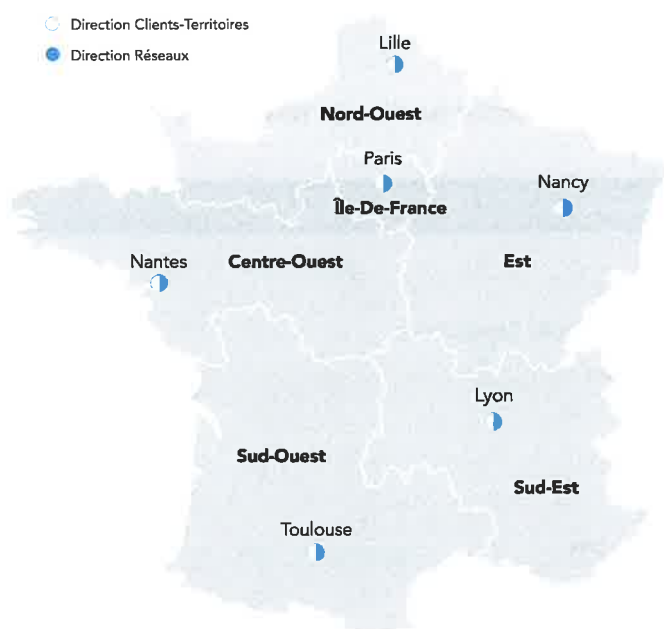 Direction Clients-Territoires
Direction Réseaux
Lille
Nord-Ouest
Paris
Nancy
Île-De-France
Nantes
Centre-Ouest
Est
Lyon
Sud-Ouest
Sud-Est
Toulouse